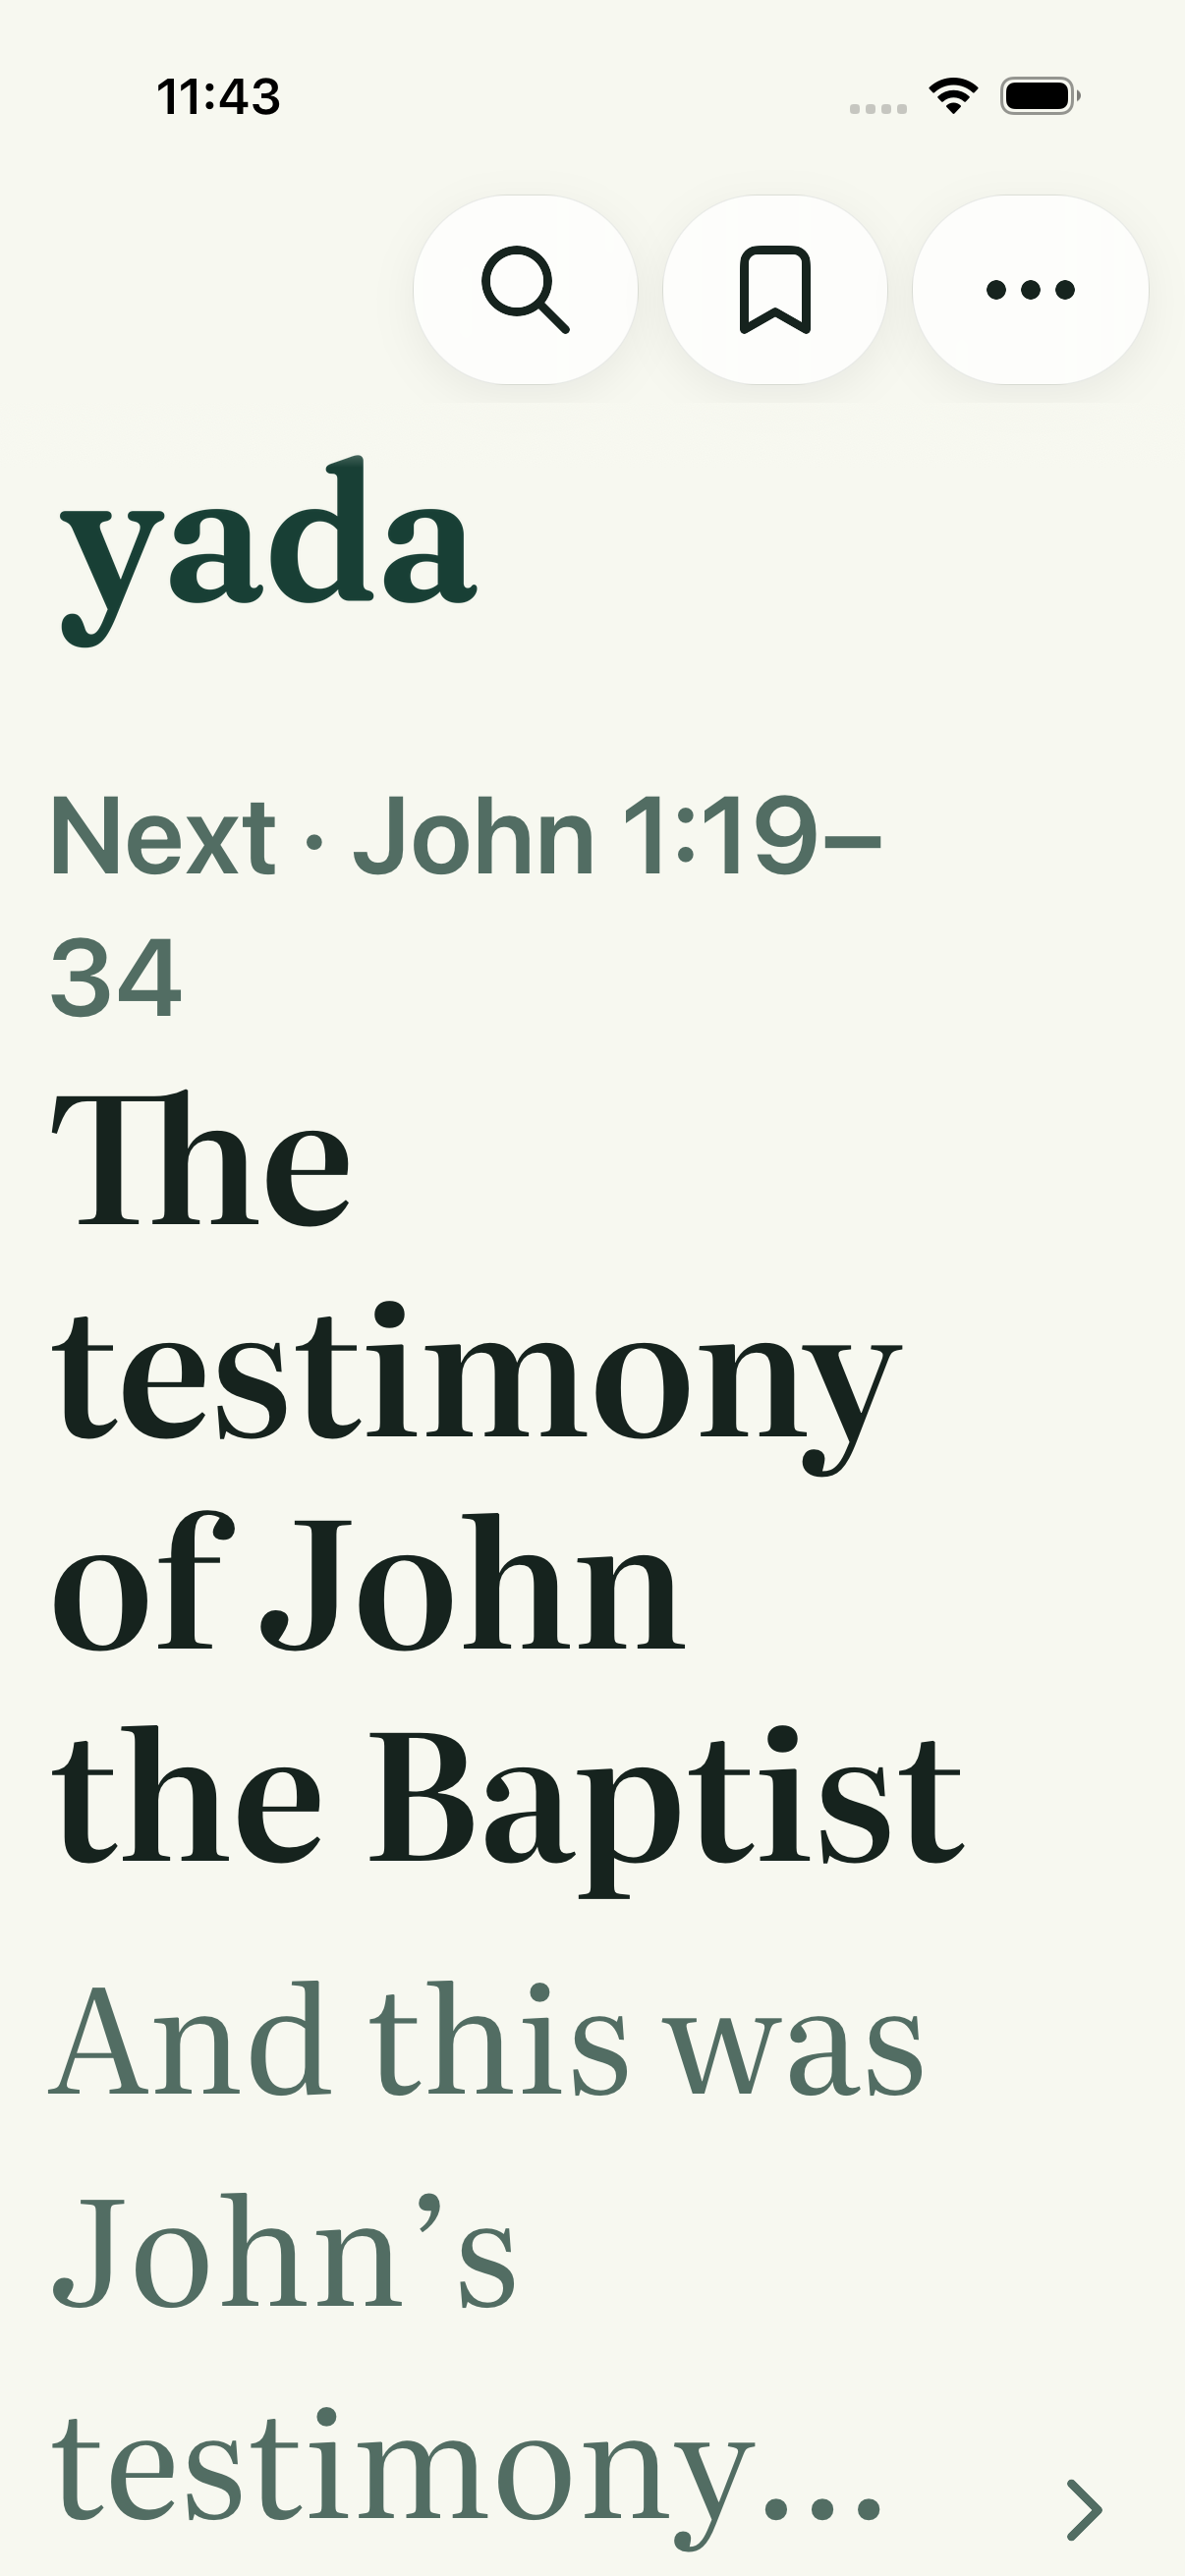 11:43
yada
Next · John 1:19–
34
The
testimony
of John
the Baptist
And this was
John’s
testimony…